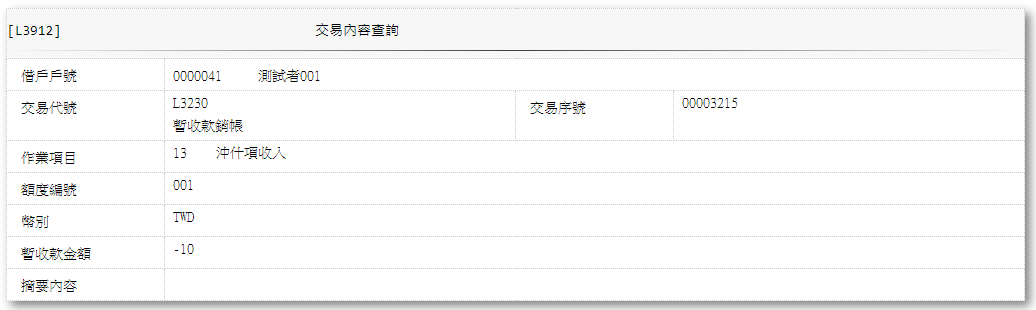 [L3912] 交易內容查詢
借戶戶號 0000041 測試者001
交易代號 L3230 交易序號 00003215
暫收款銷帳
作業項目 13 沖什項收入
額度編號 001
幣別 TWD
暫收款金額 -10
摘要內容